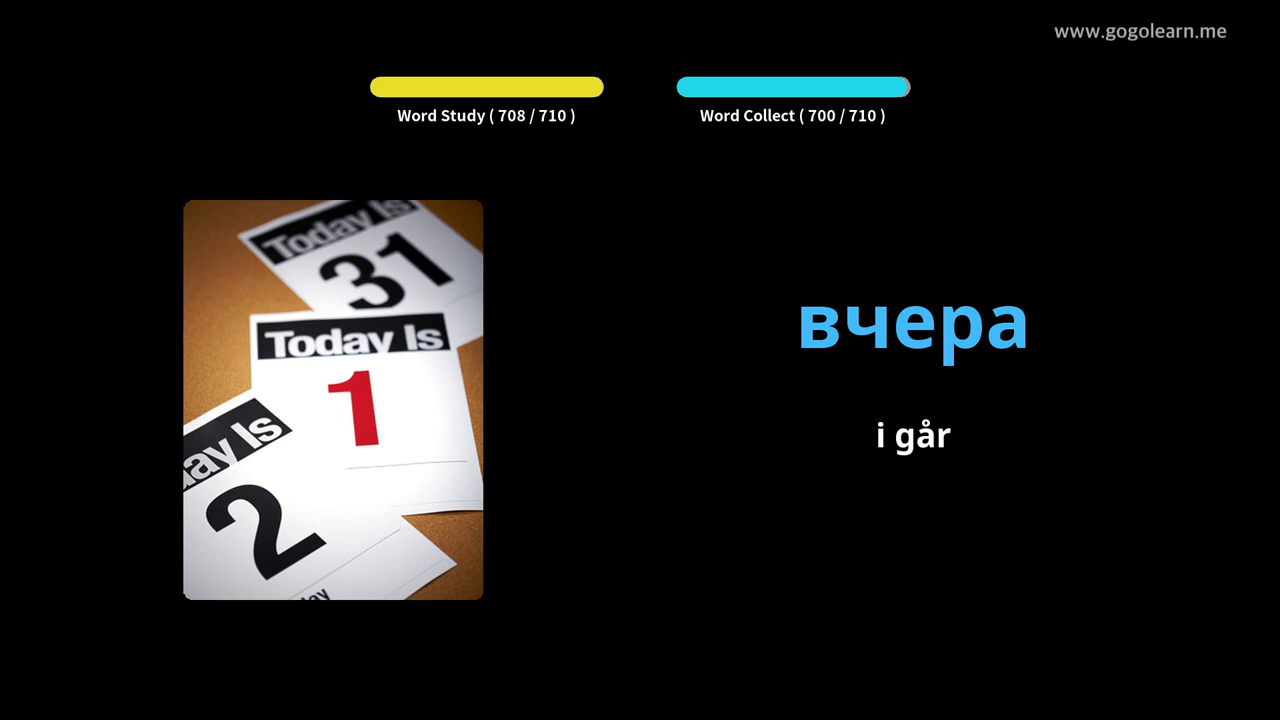 www.gogolearn.me
Word Study ( 708 / 710 )
Word Collect ( 700 / 710 )
Today Is
31
Today Is
1
ay Is
2
вчера
i går